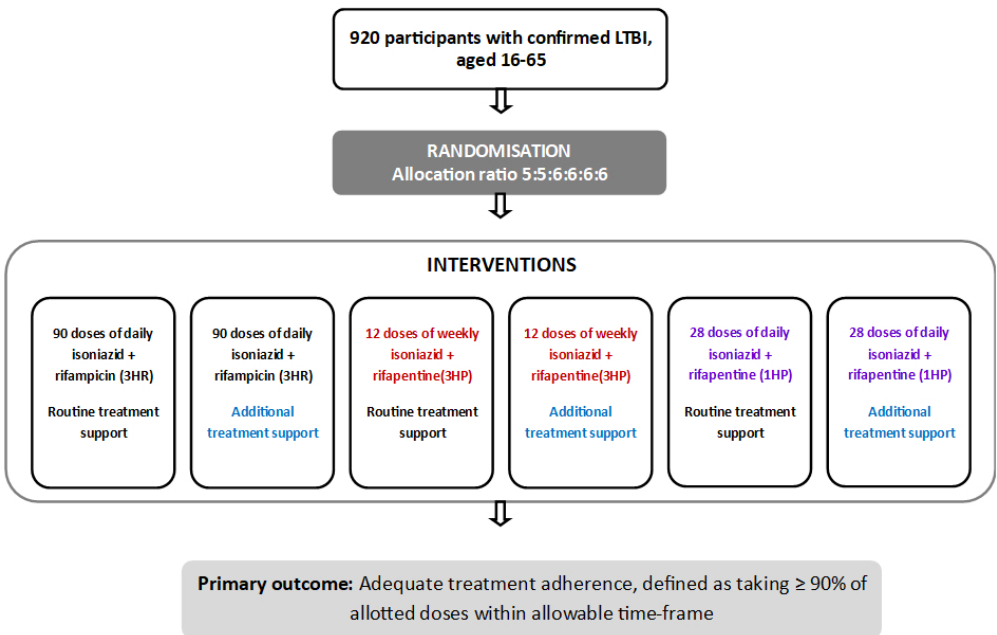 920 participants with confirmed LTBI,
aged 16-65
RANDOMISATION
Allocation ratio 5:5:6:6:6:6
INTERVENTIONS
90 doses of daily
isoniazid +
rifampicin (3HR)
Routine treatment
support
90 doses of daily
isoniazid +
rifampicin (3HR)
Additional
treatment support
12 doses of weekly
isoniazid +
rifapentine(3HP)
Routine treatment
support
12 doses of weekly
isoniazid +
rifapentine(3HP)
Additional
treatment support
28 doses of daily
isoniazid +
rifapentine (1HP)
Routine treatment
support
28 doses of daily
isoniazid +
rifapentine (1HP)
Additional
treatment support
Primary outcome: Adequate treatment adherence, defined as taking ≥ 90% of
allotted doses within allowable time-frame